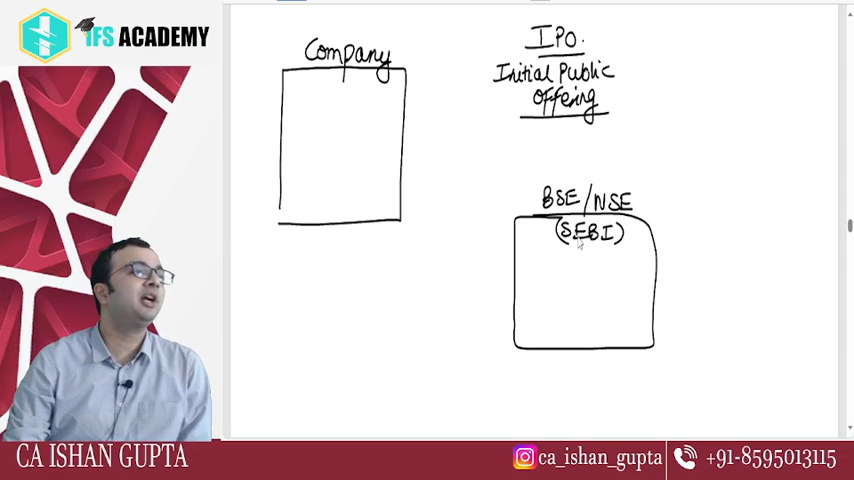 IFS ACADEMY
Company
IPO.
Initial Public
Offering
BSE/NSE
(SEBI)
CA ISHAN GUPTA
ca_ishan_gupta
+91-8595013115